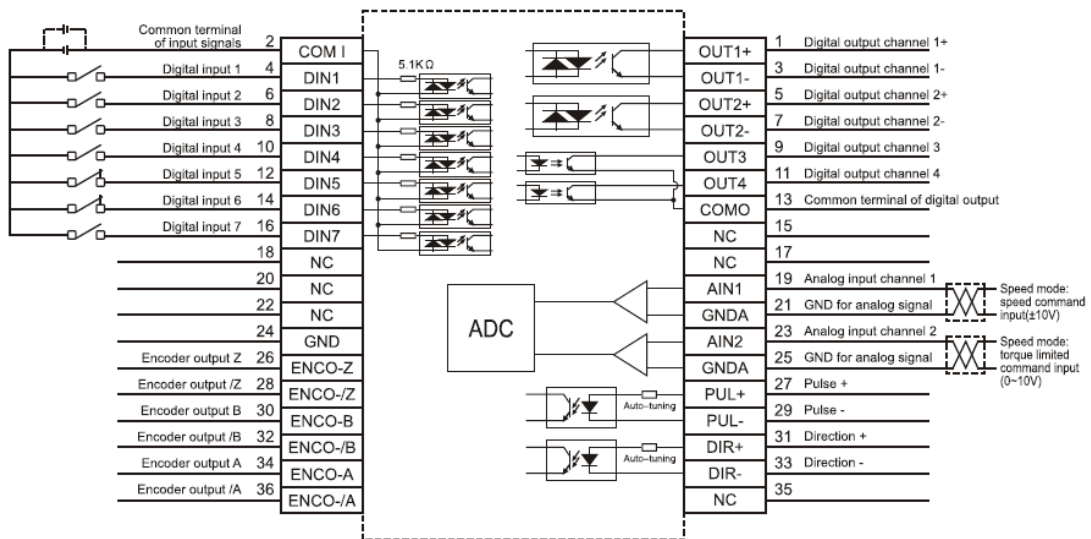 Common terminal
of input signals 2 COM I
Digital input 1 4 DIN1
Digital input 2 6 DIN2
Digital input 3 8 DIN3
Digital input 4 10 DIN4
Digital input 5 12 DIN5
Digital input 6 14 DIN6
Digital input 7 16 DIN7
18 NC
20 NC
22 NC
24 GND
Encoder output Z 26 ENCO-Z
Encoder output /Z 28 ENCO-/Z
Encoder output B 30 ENCO-B
Encoder output /B 32 ENCO-/B
Encoder output A 34 ENCO-A
Encoder output /A 36 ENCO-/A
5.1KΩ
ADC
Auto-tuning
Auto-tuning
OUT1+ 1 Digital output channel 1+
OUT1- 3 Digital output channel 1-
OUT2+ 5 Digital output channel 2+
OUT2- 7 Digital output channel 2-
OUT3 9 Digital output channel 3
OUT4 11 Digital output channel 4
COMO 13 Common terminal of digital output
NC 15
NC 17
AIN1 19 Analog input channel 1
GNDA 21 GND for analog signal
AIN2 23 Analog input channel 2
GNDA 25 GND for analog signal
PUL+ 27 Pulse +
PUL- 29 Pulse -
DIR+ 31 Direction +
DIR- 33 Direction -
NC 35
Speed mode:
speed command
input(±10V)
Speed mode:
torque limited
command input
(0~10V)